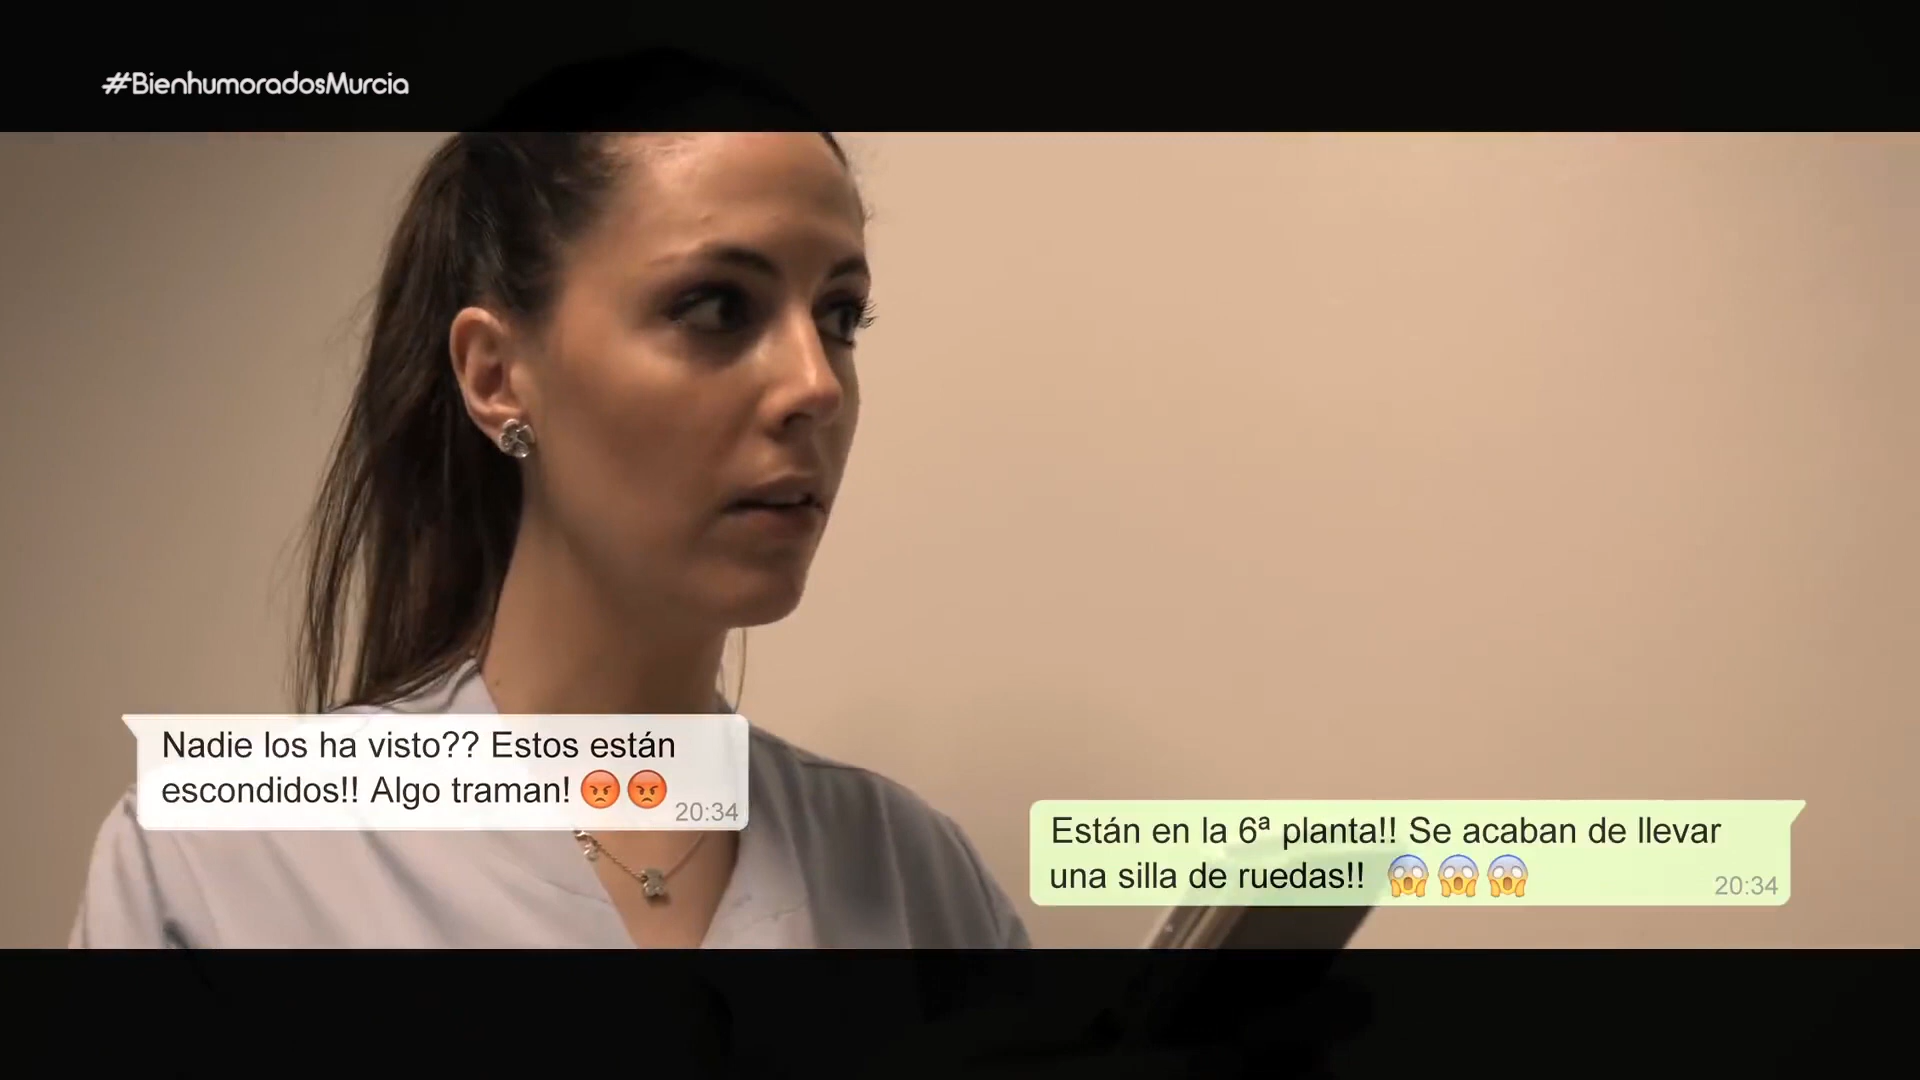 #BienhumoradosMurcia
Nadie los ha visto?? Estos están
escondidos!! Algo traman! 😡😡
20:34
Están en la 6ª planta!! Se acaban de llevar
una silla de ruedas!! 😱😱😱
20:34